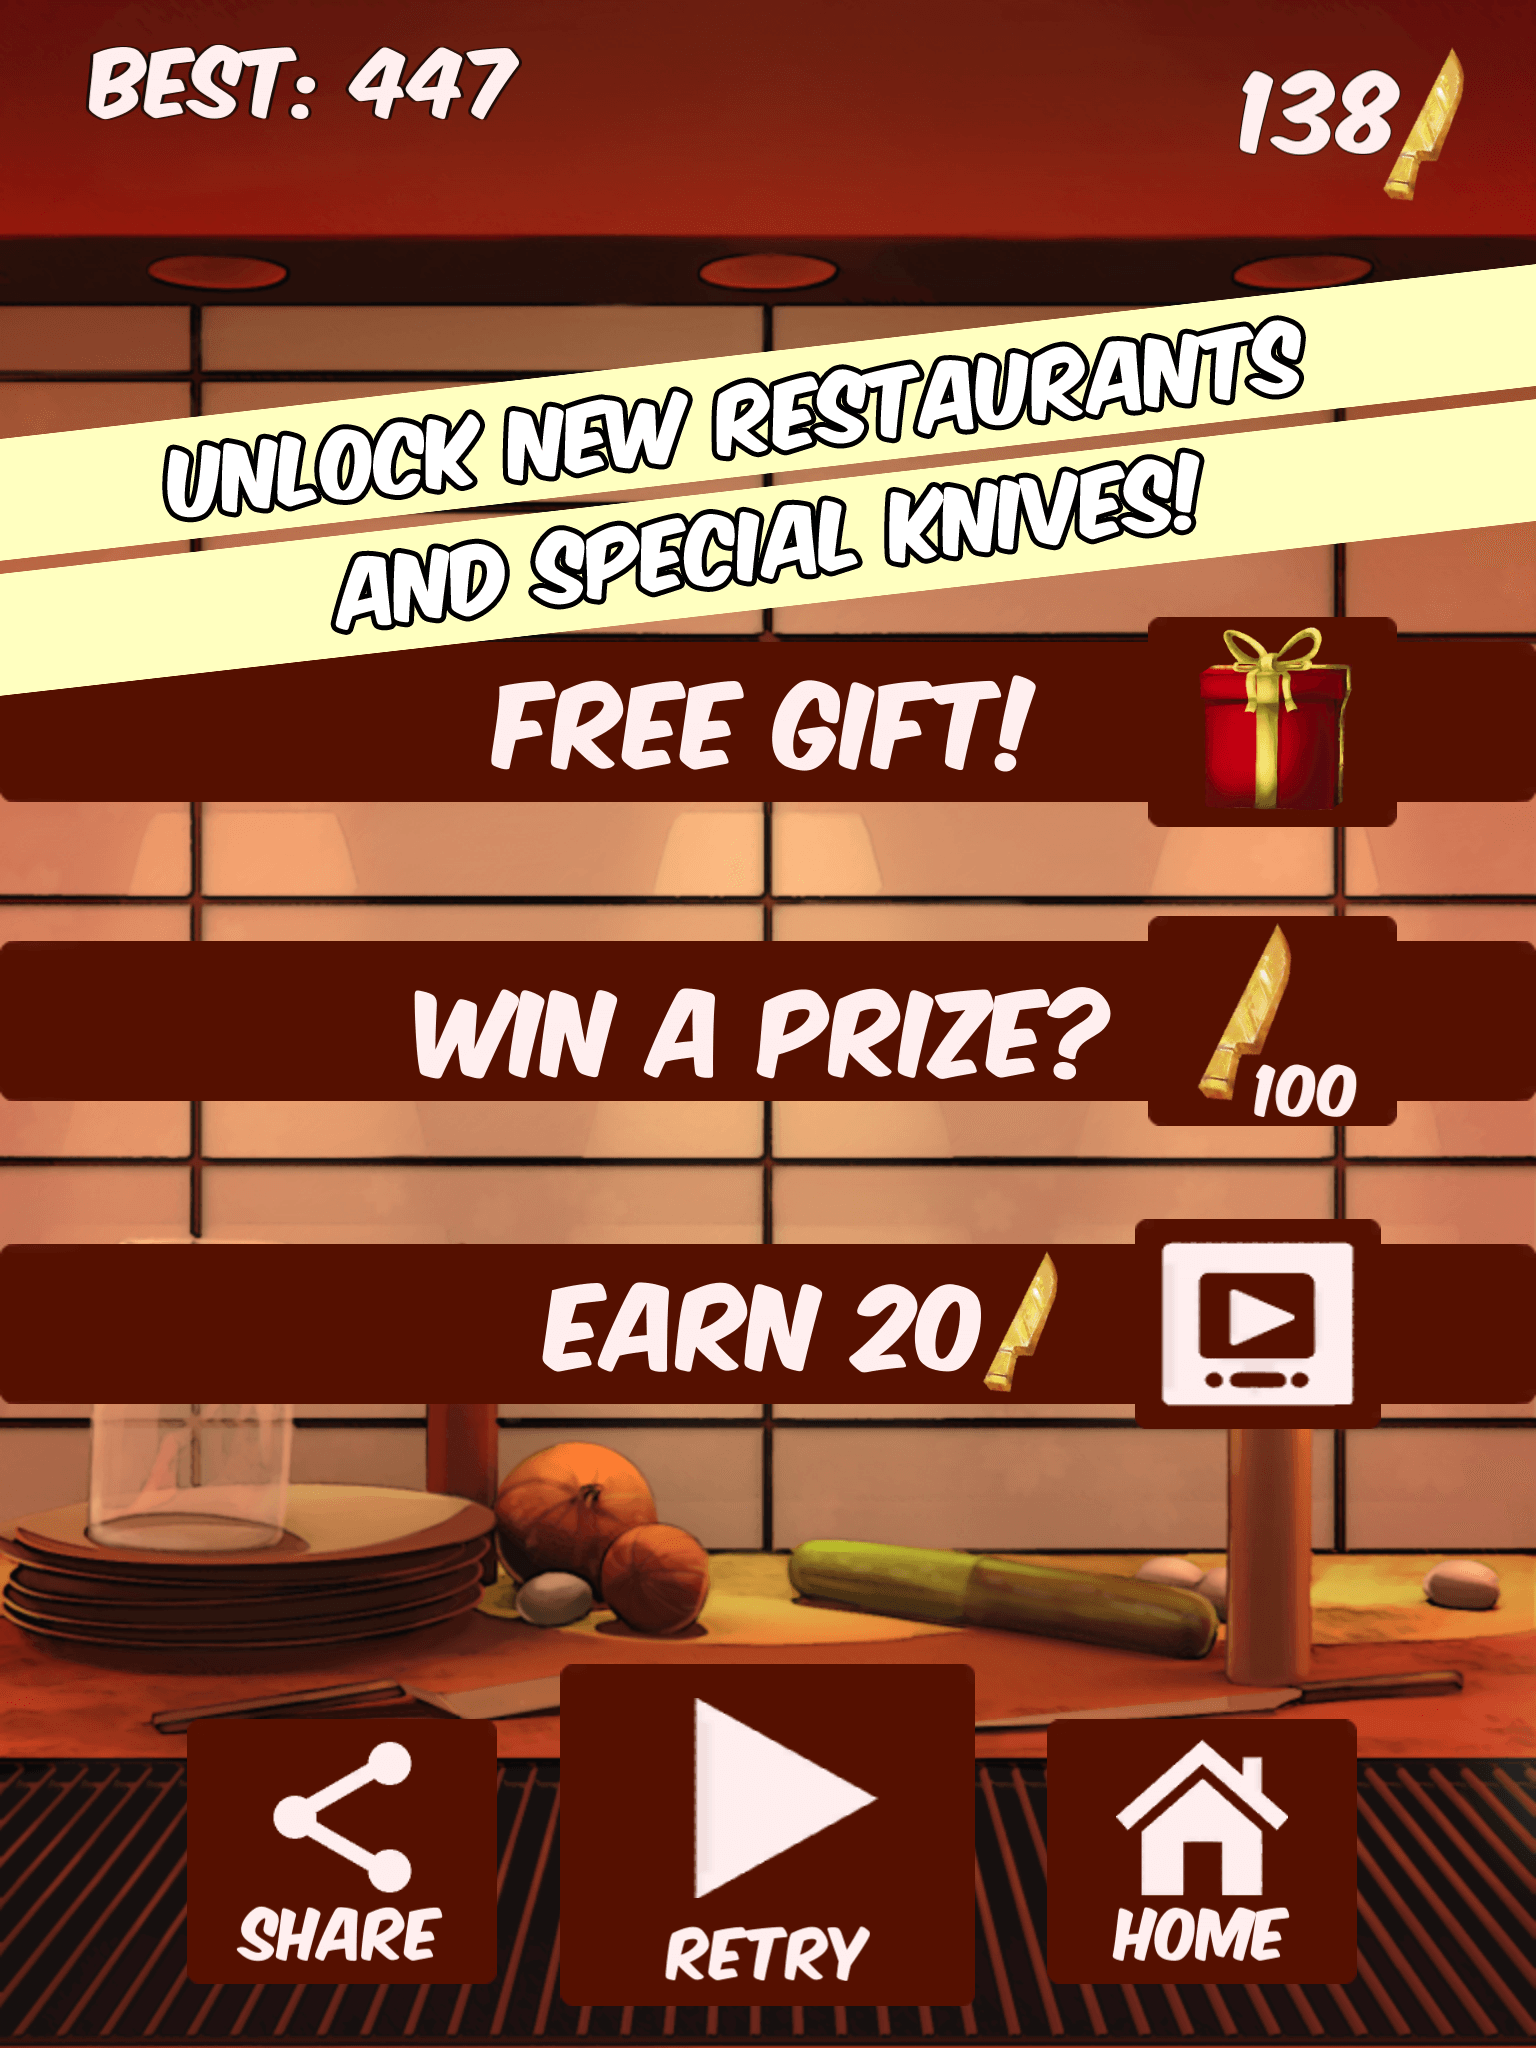 BEST: 447
138
UNLOCK NEW RESTAURANTS
AND SPECIAL KNIVES!
FREE GIFT!
WIN A PRIZE?
100
EARN 20
SHARE
RETRY
HOME